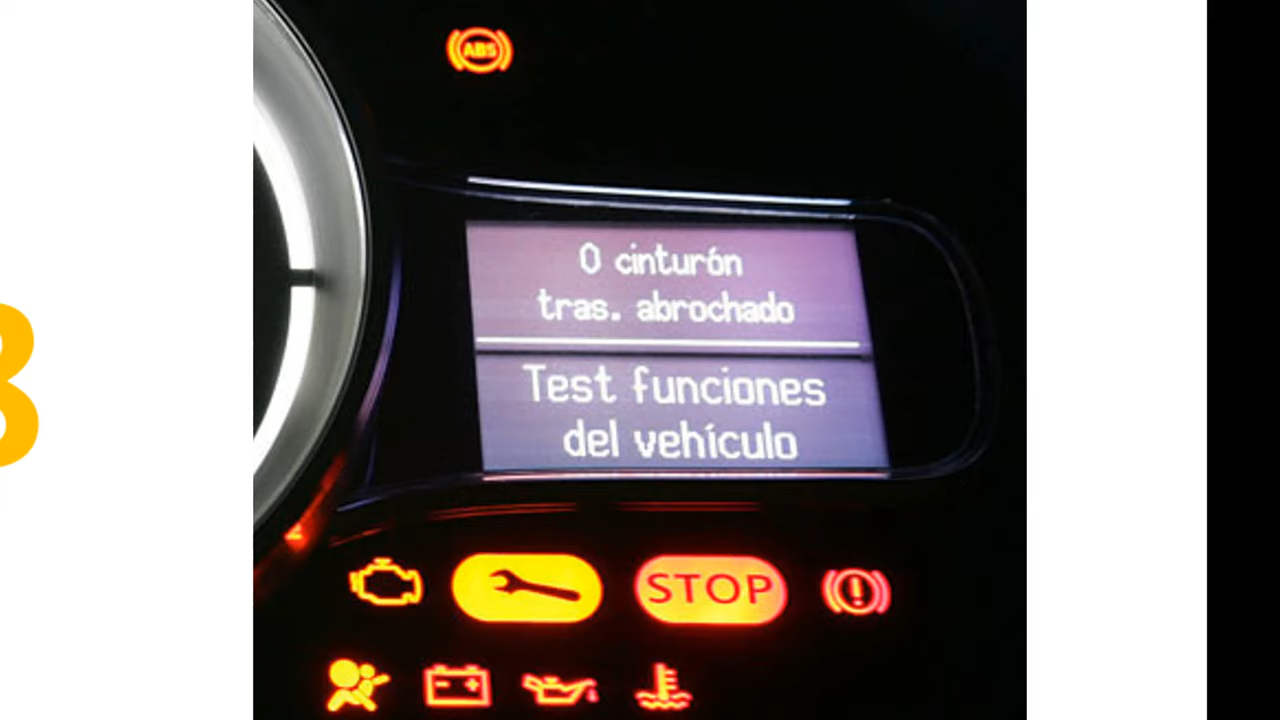 ABS
0 cinturón
tras. abrochado
Test funciones
del vehículo
STOP